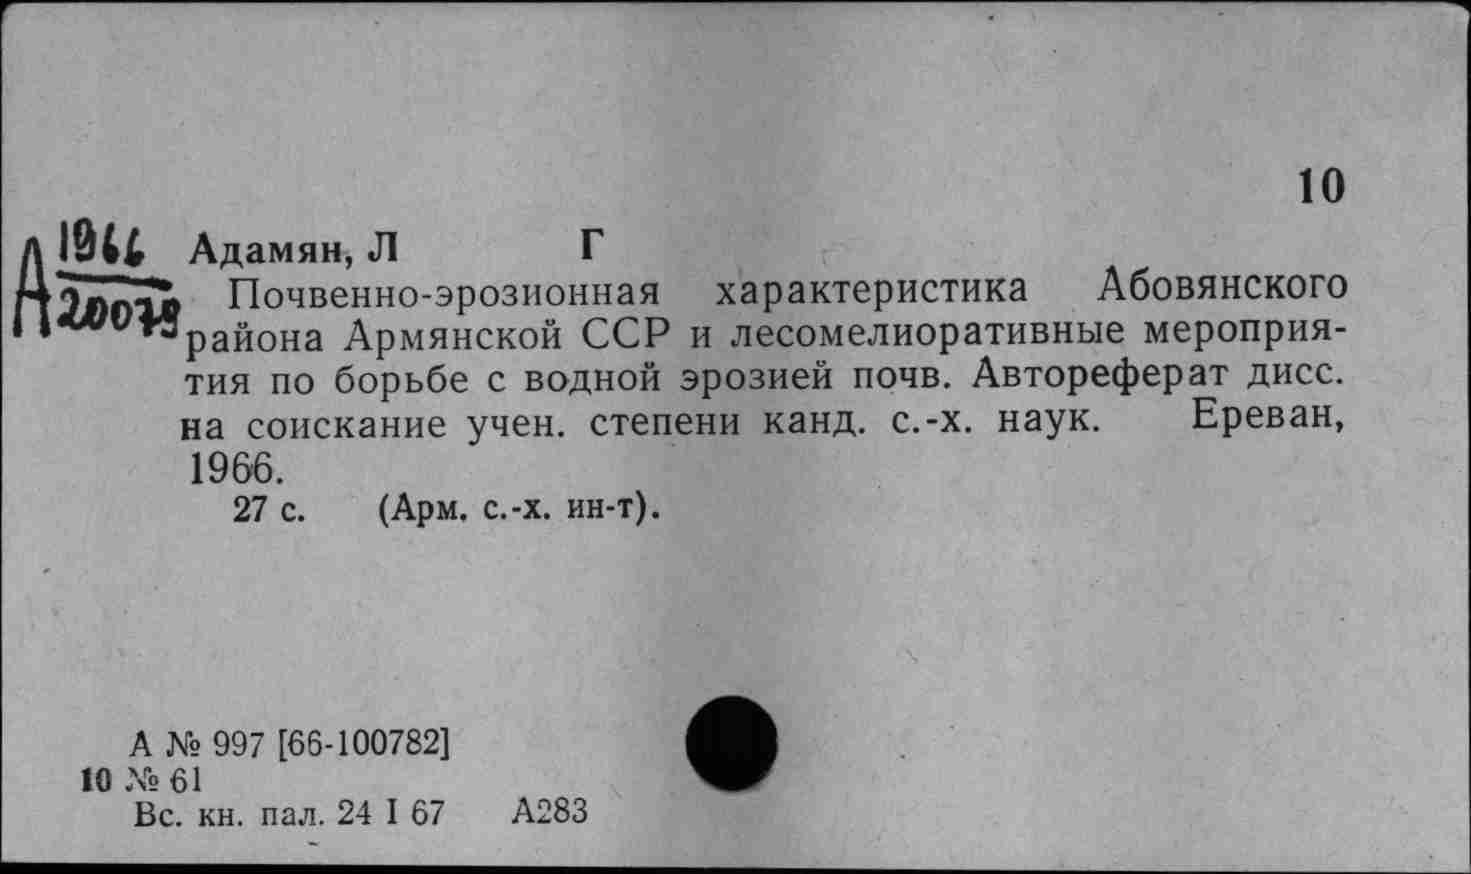 10
А 1966 Адамян, Л Г
Почвенно-эрозионная характеристика Абовянского
района Армянской ССР и лесомелиоративные мероприя-
тия по борьбе с водной эрозией почв. Автореферат дисс.
на соискание учен. степени канд. с.-х. наук. Ереван,
1966.
27 с. (Арм. с.-х. ин-т).
А № 997 [66-100782]
10 № 61
Вс. кн. пал. 24 I 67 А283